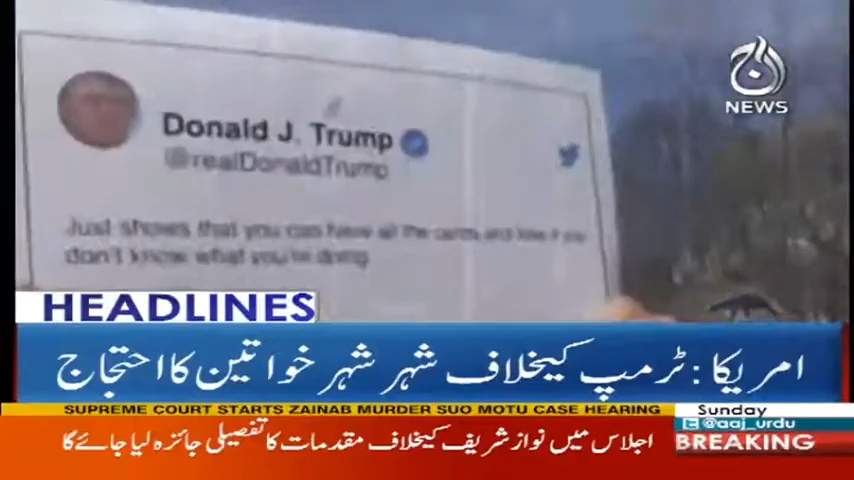 آج
NEWS
Donald J. Trump
@realDonaldTrump
Just shows that you can have all the cards and lose if you
don't know what you're doing
HEADLINES
امریکا: ٹرمپ کیخلاف شہر شہر خواتین کا احتجاج
SUPREME COURT STARTS ZAINAB MURDER SUO MOTU CASE HEARING
Sunday
@aaj_urdu
اجلاس میں نواز شریف کیخلاف مقدمات کا تفصیلی جائزہ لیا جائے گا
BREAKING